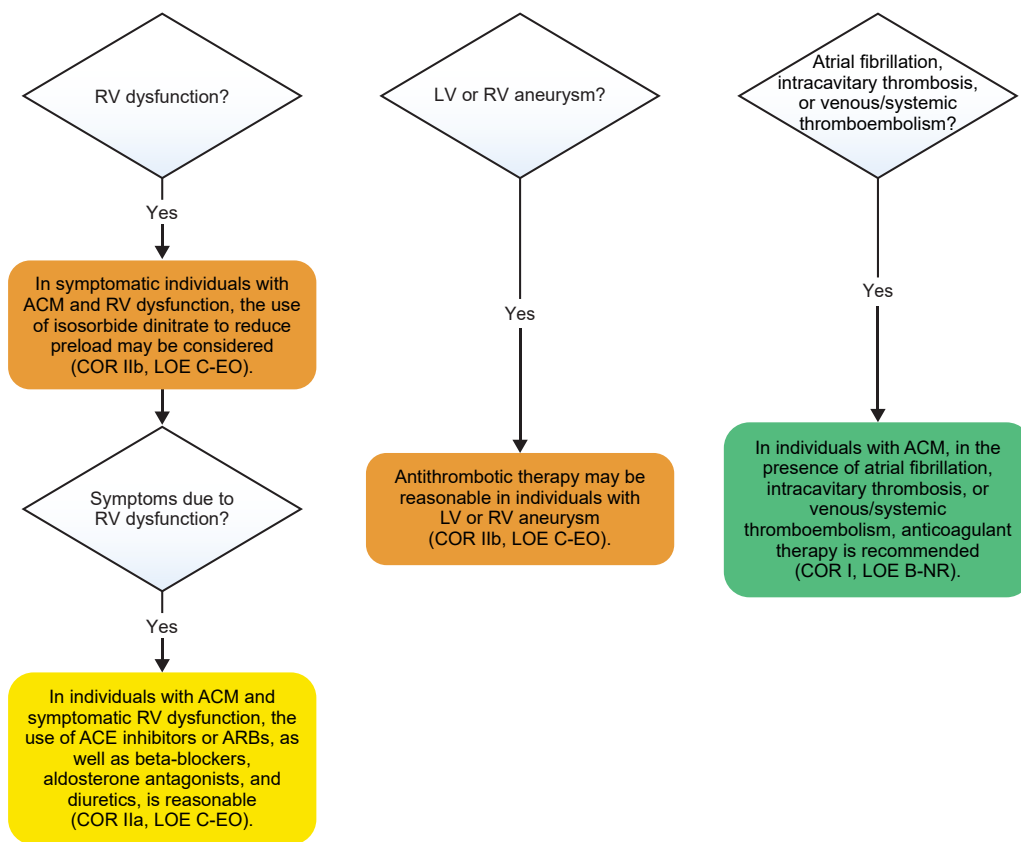 RV dysfunction?
Yes
In symptomatic individuals with
ACM and RV dysfunction, the use
of isosorbide dinitrate to reduce
preload may be considered
(COR IIb, LOE C-EO).
Symptoms due to
RV dysfunction?
Yes
In individuals with ACM and
symptomatic RV dysfunction, the
use of ACE inhibitors or ARBs, as
well as beta-blockers,
aldosterone antagonists, and
diuretics, is reasonable
(COR IIa, LOE C-EO).
LV or RV aneurysm?
Yes
Antithrombotic therapy may be
reasonable in individuals with
LV or RV aneurysm
(COR IIb, LOE C-EO).
Atrial fibrillation,
intracavitary thrombosis,
or venous/systemic
thromboembolism?
Yes
In individuals with ACM, in the
presence of atrial fibrillation,
intracavitary thrombosis, or
venous/systemic
thromboembolism, anticoagulant
therapy is recommended
(COR I, LOE B-NR).